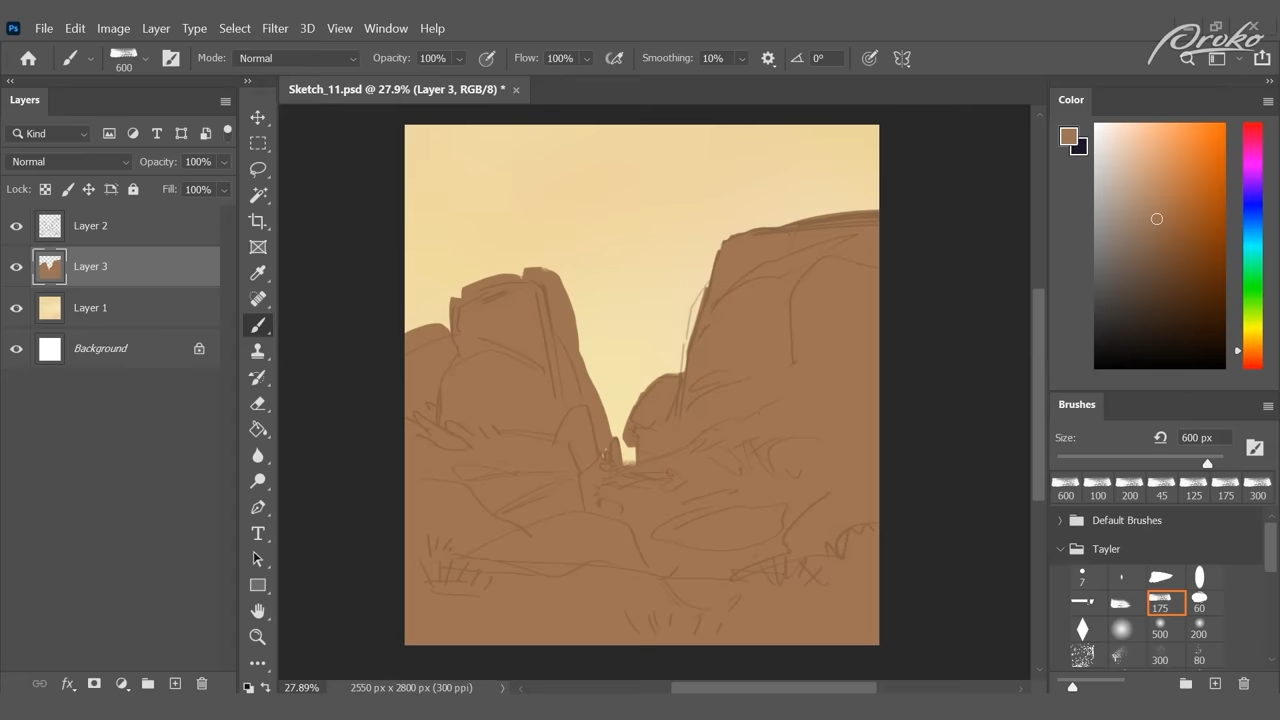 Ps File Edit Image Layer Type Select Filter 3D View Window Help
Oroko
600 Mode: Normal Opacity: 100% Flow: 100% Smoothing: 10% 0°
Layers
Sketch_11.psd @ 27.9% (Layer 3, RGB/8) *
Color
Kind
Normal Opacity: 100%
Lock: Fill: 100%
Layer 2
Layer 3
Layer 1
Background
Brushes
Size: 600 px
600 100 200 45 125 175 300
Default Brushes
Tayler
7
175 60
500 200
300 80
27.89% 2550 px x 2800 px (300 ppi)